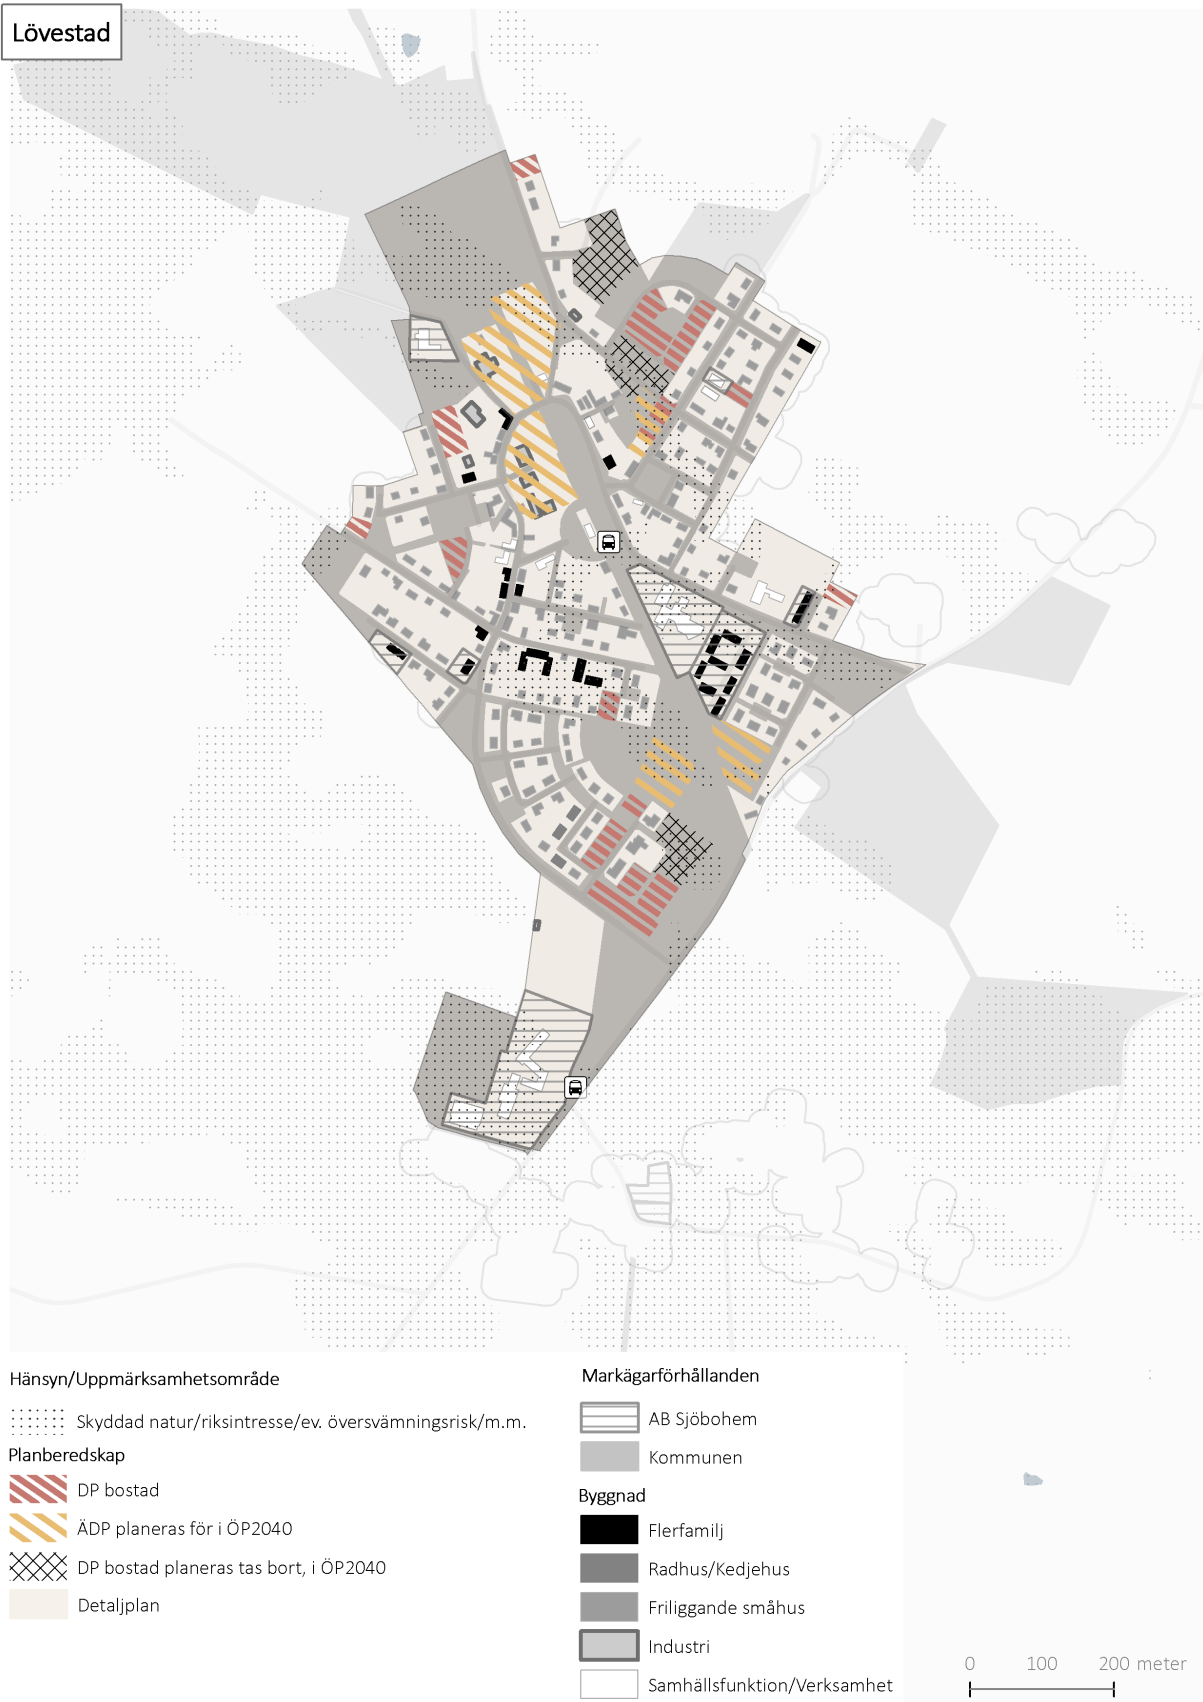 Lövestad
Hänsyn/Uppmärksamhetsområde
Skyddad natur/riksintresse/ev. översvämningsrisk/m.m.
Planberedskap
DP bostad
ÄDP planeras för i ÖP2040
DP bostad planeras tas bort, i ÖP2040
Detaljplan
Markägarförhållanden
AB Sjöbohem
Kommunen
Byggnad
Flerfamilj
Radhus/Kedjehus
Friliggande småhus
Industri
Samhällsfunktion/Verksamhet
0 100 200 meter